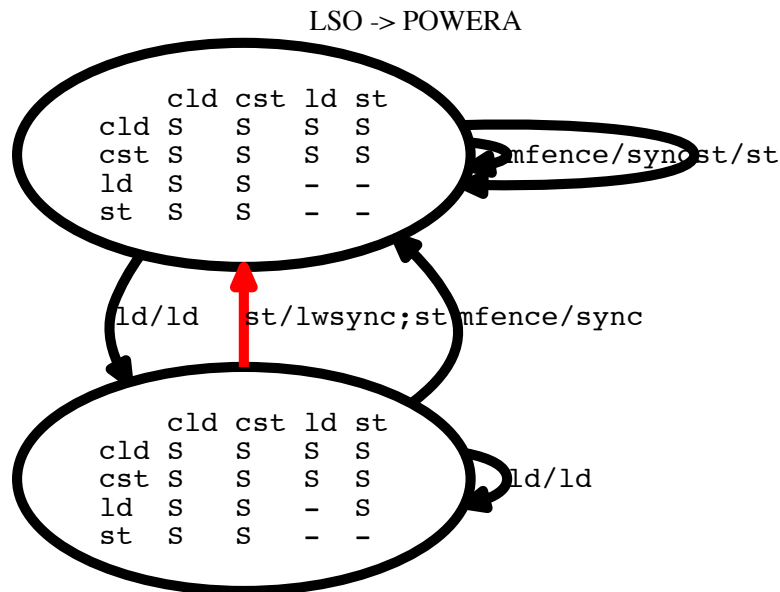 LSO -> POWERA
cld cst ld st
cld S S S S
cst S S S S
ld S S - -
st S S - -
mfence/sync
st/st
ld/ld
st/lwsync;st
mfence/sync
cld cst ld st
cld S S S S
cst S S S S
ld S S - S
st S S - -
ld/ld